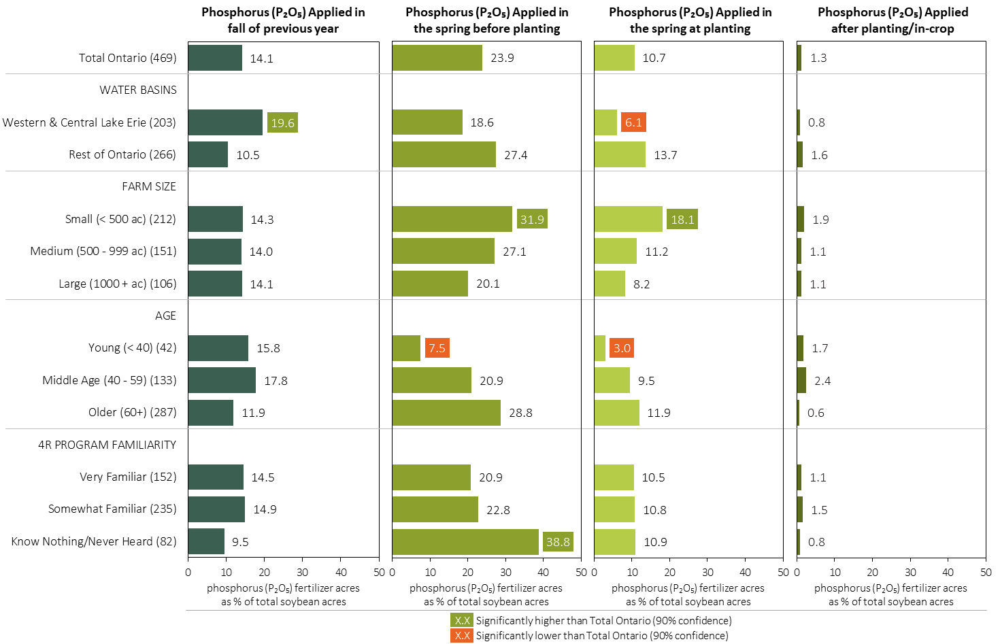 Phosphorus (P₂O₅) Applied in
fall of previous year
Phosphorus (P₂O₅) Applied in
the spring before planting
Phosphorus (P₂O₅) Applied in
the spring at planting
Phosphorus (P₂O₅) Applied
after planting/in-crop
Total Ontario (469) 14.1 23.9 10.7 1.3
WATER BASINS
Western & Central Lake Erie (203) 19.6 18.6 6.1 0.8
Rest of Ontario (266) 10.5 27.4 13.7 1.6
FARM SIZE
Small (< 500 ac) (212) 14.3 31.9 18.1 1.9
Medium (500 - 999 ac) (151) 14.0 27.1 11.2 1.1
Large (1000 + ac) (106) 14.1 20.1 8.2 1.1
AGE
Young (< 40) (42) 15.8 7.5 3.0 1.7
Middle Age (40 - 59) (133) 17.8 20.9 9.5 2.4
Older (60+) (287) 11.9 28.8 11.9 0.6
4R PROGRAM FAMILIARITY
Very Familiar (152) 14.5 20.9 10.5 1.1
Somewhat Familiar (235) 14.9 22.8 10.8 1.5
Know Nothing/Never Heard (82) 9.5 38.8 10.9 0.8
0 10 20 30 40 50 0 10 20 30 40 50 0 10 20 30 40 50 0 10 20 30 40 50
phosphorus (P₂O₅) fertilizer acres
as % of total soybean acres
phosphorus (P₂O₅) fertilizer acres
as % of total soybean acres
phosphorus (P₂O₅) fertilizer acres
as % of total soybean acres
phosphorus (P₂O₅) fertilizer acres
as % of total soybean acres
X.X Significantly higher than Total Ontario (90% confidence)
X.X Significantly lower than Total Ontario (90% confidence)